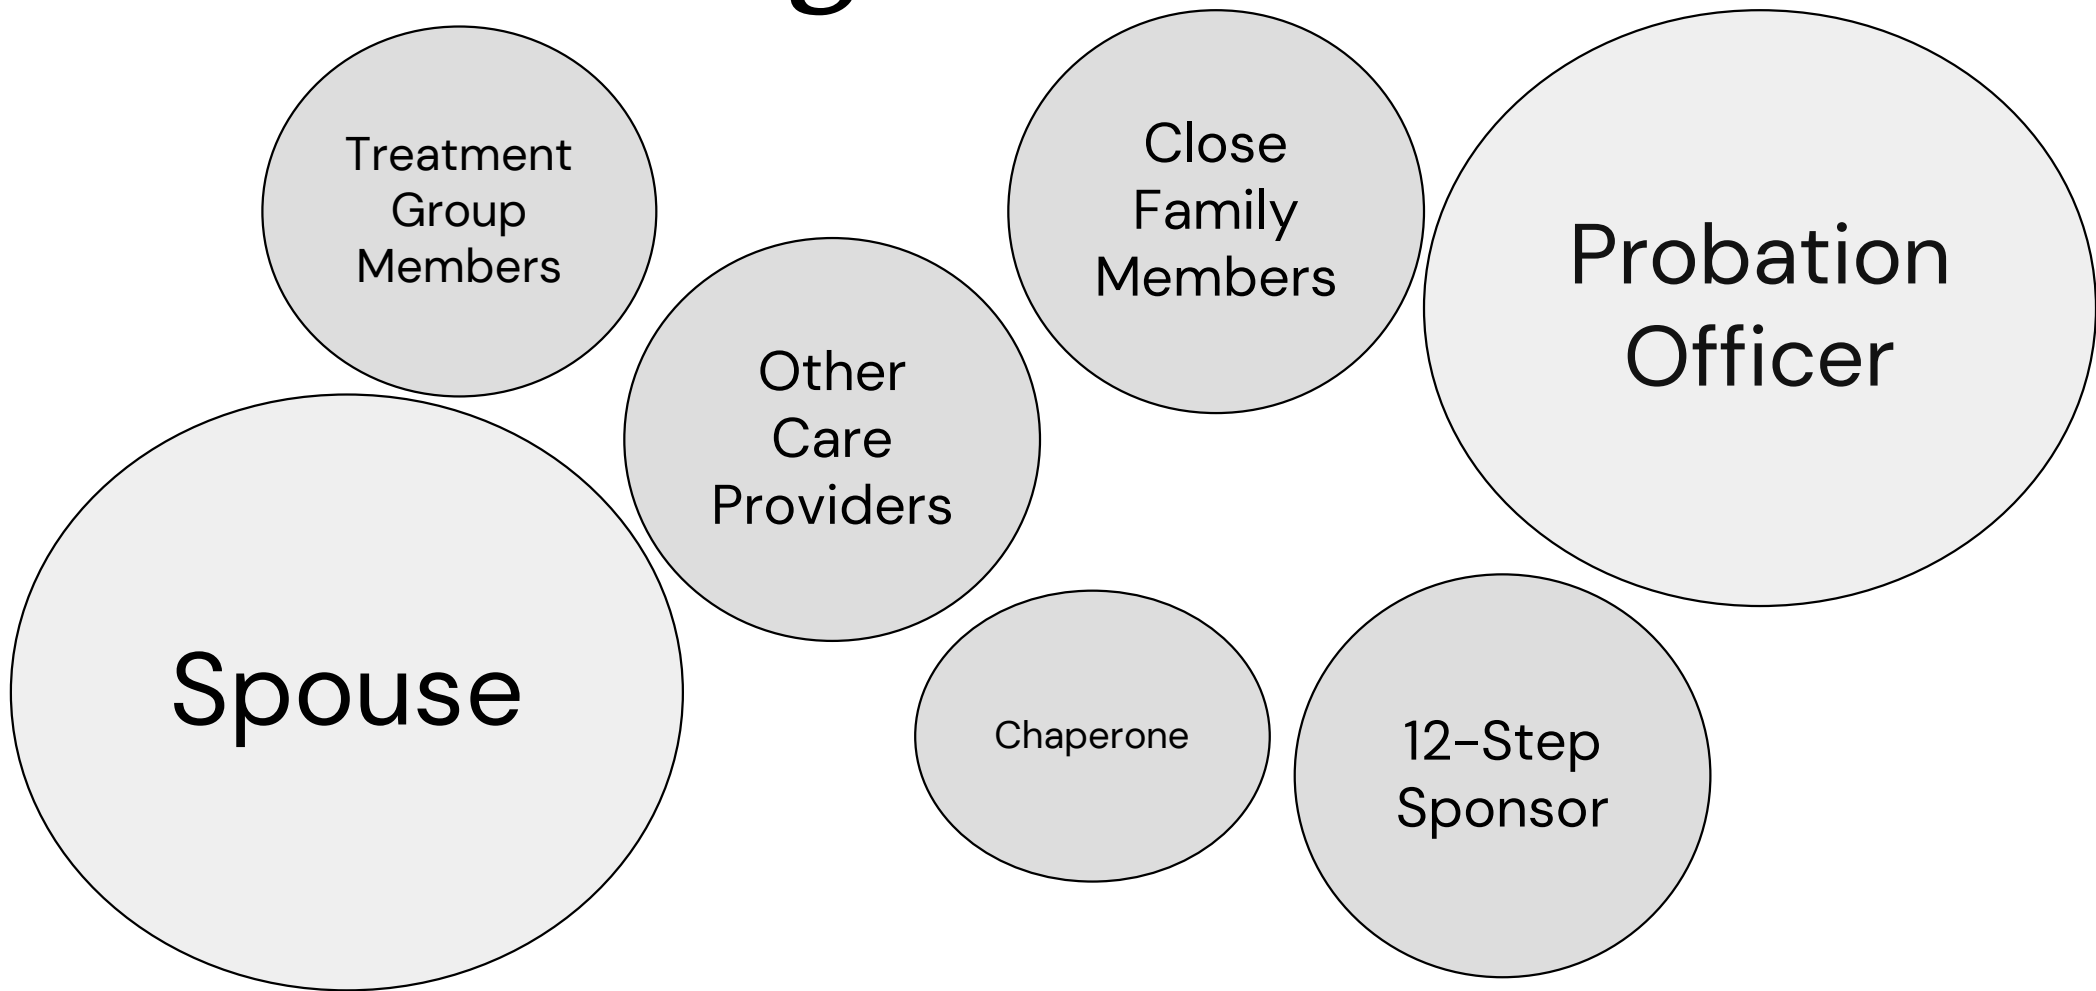 Treatment
Group
Members
Close
Family
Members
Probation
Officer
Other
Care
Providers
Spouse
Chaperone
12-Step
Sponsor